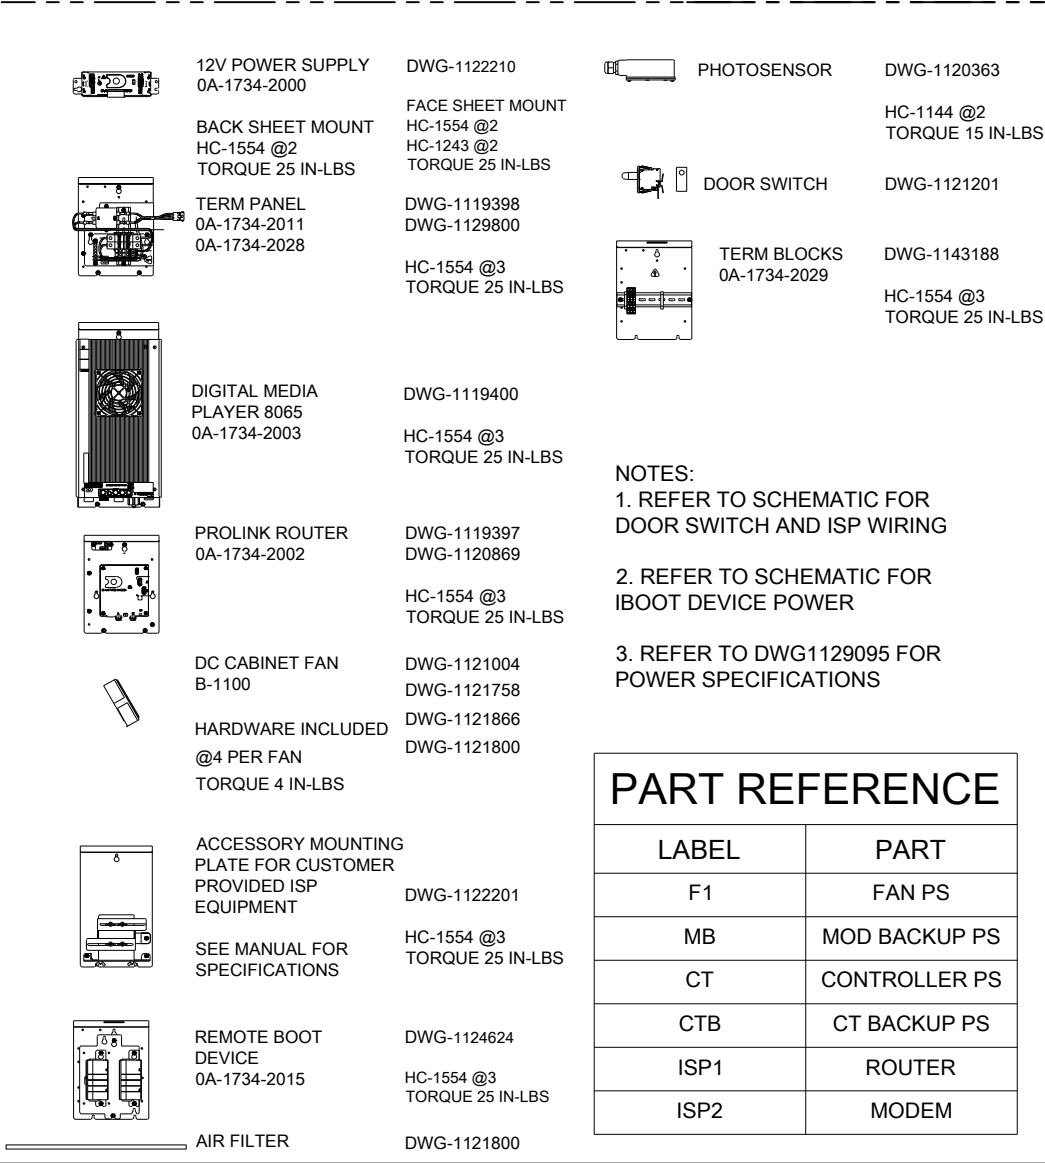 12V POWER SUPPLY
0A-1734-2000
DWG-1122210
BACK SHEET MOUNT
HC-1554 @2
TORQUE 25 IN-LBS
FACE SHEET MOUNT
HC-1554 @2
HC-1243 @2
TORQUE 25 IN-LBS
TERM PANEL
0A-1734-2011
0A-1734-2028
DWG-1119398
DWG-1129800
HC-1554 @3
TORQUE 25 IN-LBS
DIGITAL MEDIA
PLAYER 8065
0A-1734-2003
DWG-1119400
HC-1554 @3
TORQUE 25 IN-LBS
PROLINK ROUTER
0A-1734-2002
DWG-1119397
DWG-1120869
HC-1554 @3
TORQUE 25 IN-LBS
DC CABINET FAN
B-1100
HARDWARE INCLUDED
@4 PER FAN
TORQUE 4 IN-LBS
DWG-1121004
DWG-1121758
DWG-1121866
DWG-1121800
ACCESSORY MOUNTING
PLATE FOR CUSTOMER
PROVIDED ISP
EQUIPMENT
SEE MANUAL FOR
SPECIFICATIONS
DWG-1122201
HC-1554 @3
TORQUE 25 IN-LBS
REMOTE BOOT
DEVICE
0A-1734-2015
DWG-1124624
HC-1554 @3
TORQUE 25 IN-LBS
AIR FILTER
DWG-1121800
PHOTOSENSOR
DWG-1120363
HC-1144 @2
TORQUE 15 IN-LBS
DOOR SWITCH
DWG-1121201
TERM BLOCKS
0A-1734-2029
DWG-1143188
HC-1554 @3
TORQUE 25 IN-LBS
NOTES:
1. REFER TO SCHEMATIC FOR
DOOR SWITCH AND ISP WIRING
2. REFER TO SCHEMATIC FOR
IBOOT DEVICE POWER
3. REFER TO DWG1129095 FOR
POWER SPECIFICATIONS
PART REFERENCE
LABEL PART
F1 FAN PS
MB MOD BACKUP PS
CT CONTROLLER PS
CTB CT BACKUP PS
ISP1 ROUTER
ISP2 MODEM